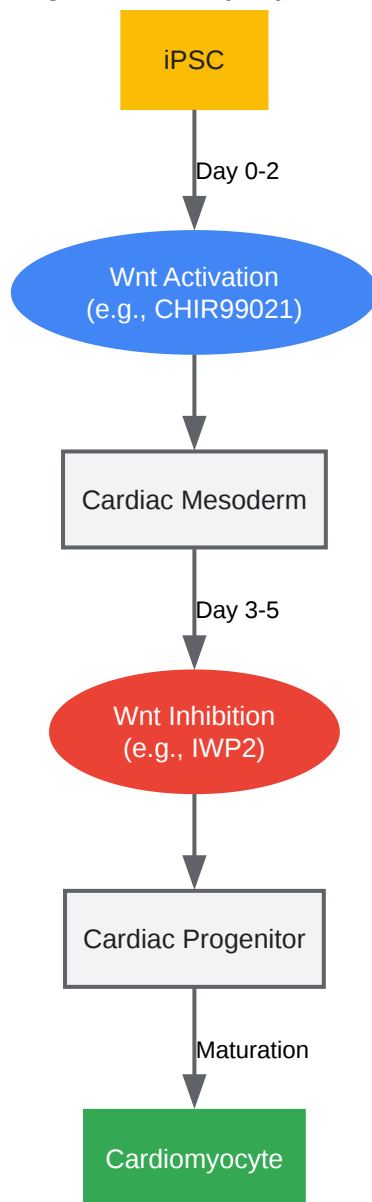 iPSC
Day 0-2
Wnt Activation
(e.g., CHIR99021)
Cardiac Mesoderm
Day 3-5
Wnt Inhibition
(e.g., IWP2)
Cardiac Progenitor
Maturation
Cardiomyocyte